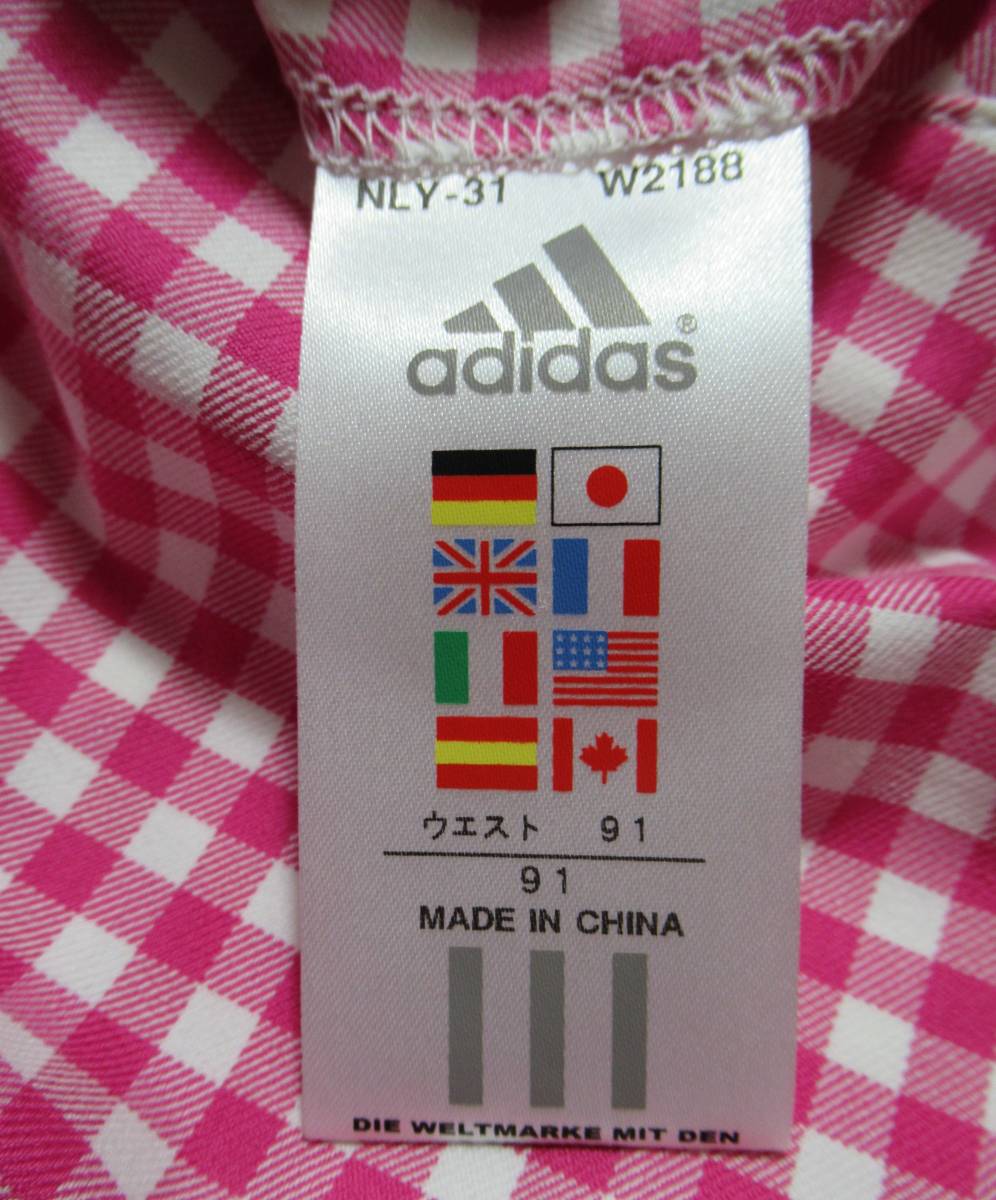 NLY-31 W2188
adidas®
ウエスト 91
91
MADE IN CHINA
DIE WELTMARKE MIT DEN